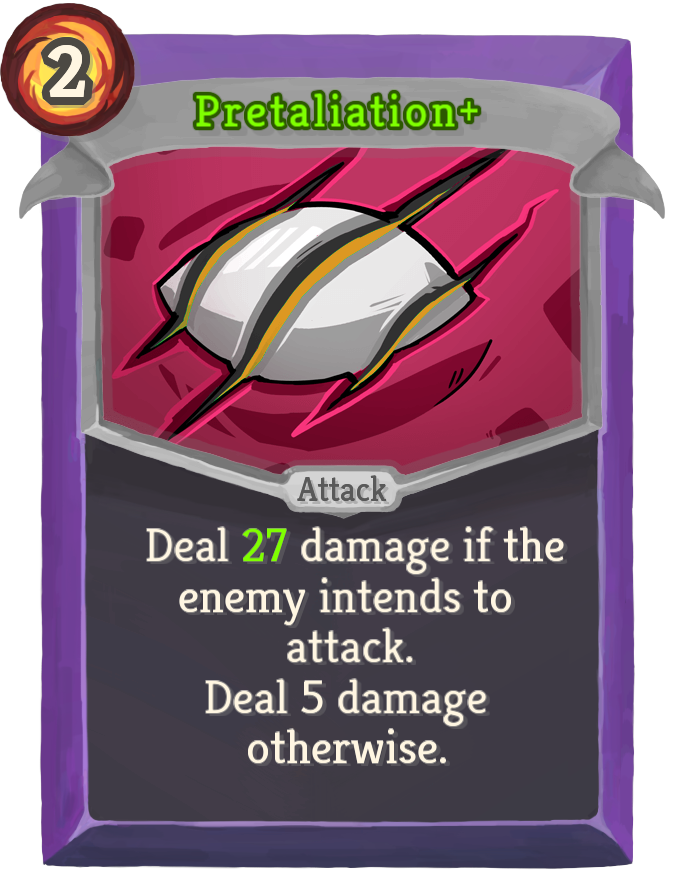 2
Pretaliation+
Attack
Deal 27 damage if the
enemy intends to
attack.
Deal 5 damage
otherwise.